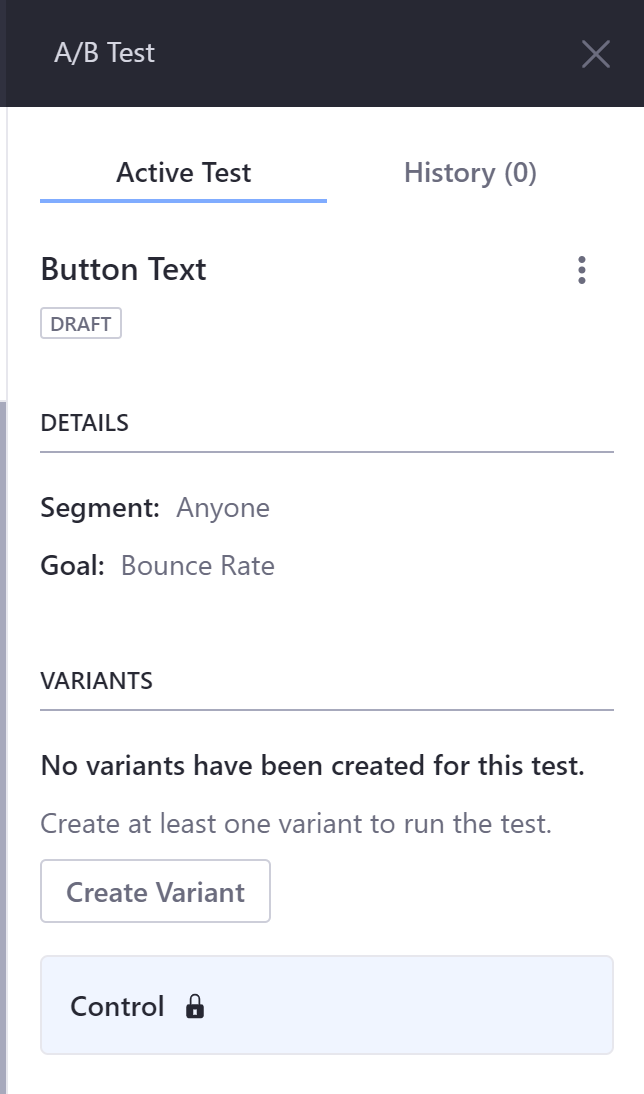 A/B Test
Active Test
History (0)
Button Text
DRAFT
DETAILS
Segment: Anyone
Goal: Bounce Rate
VARIANTS
No variants have been created for this test.
Create at least one variant to run the test.
Create Variant
Control